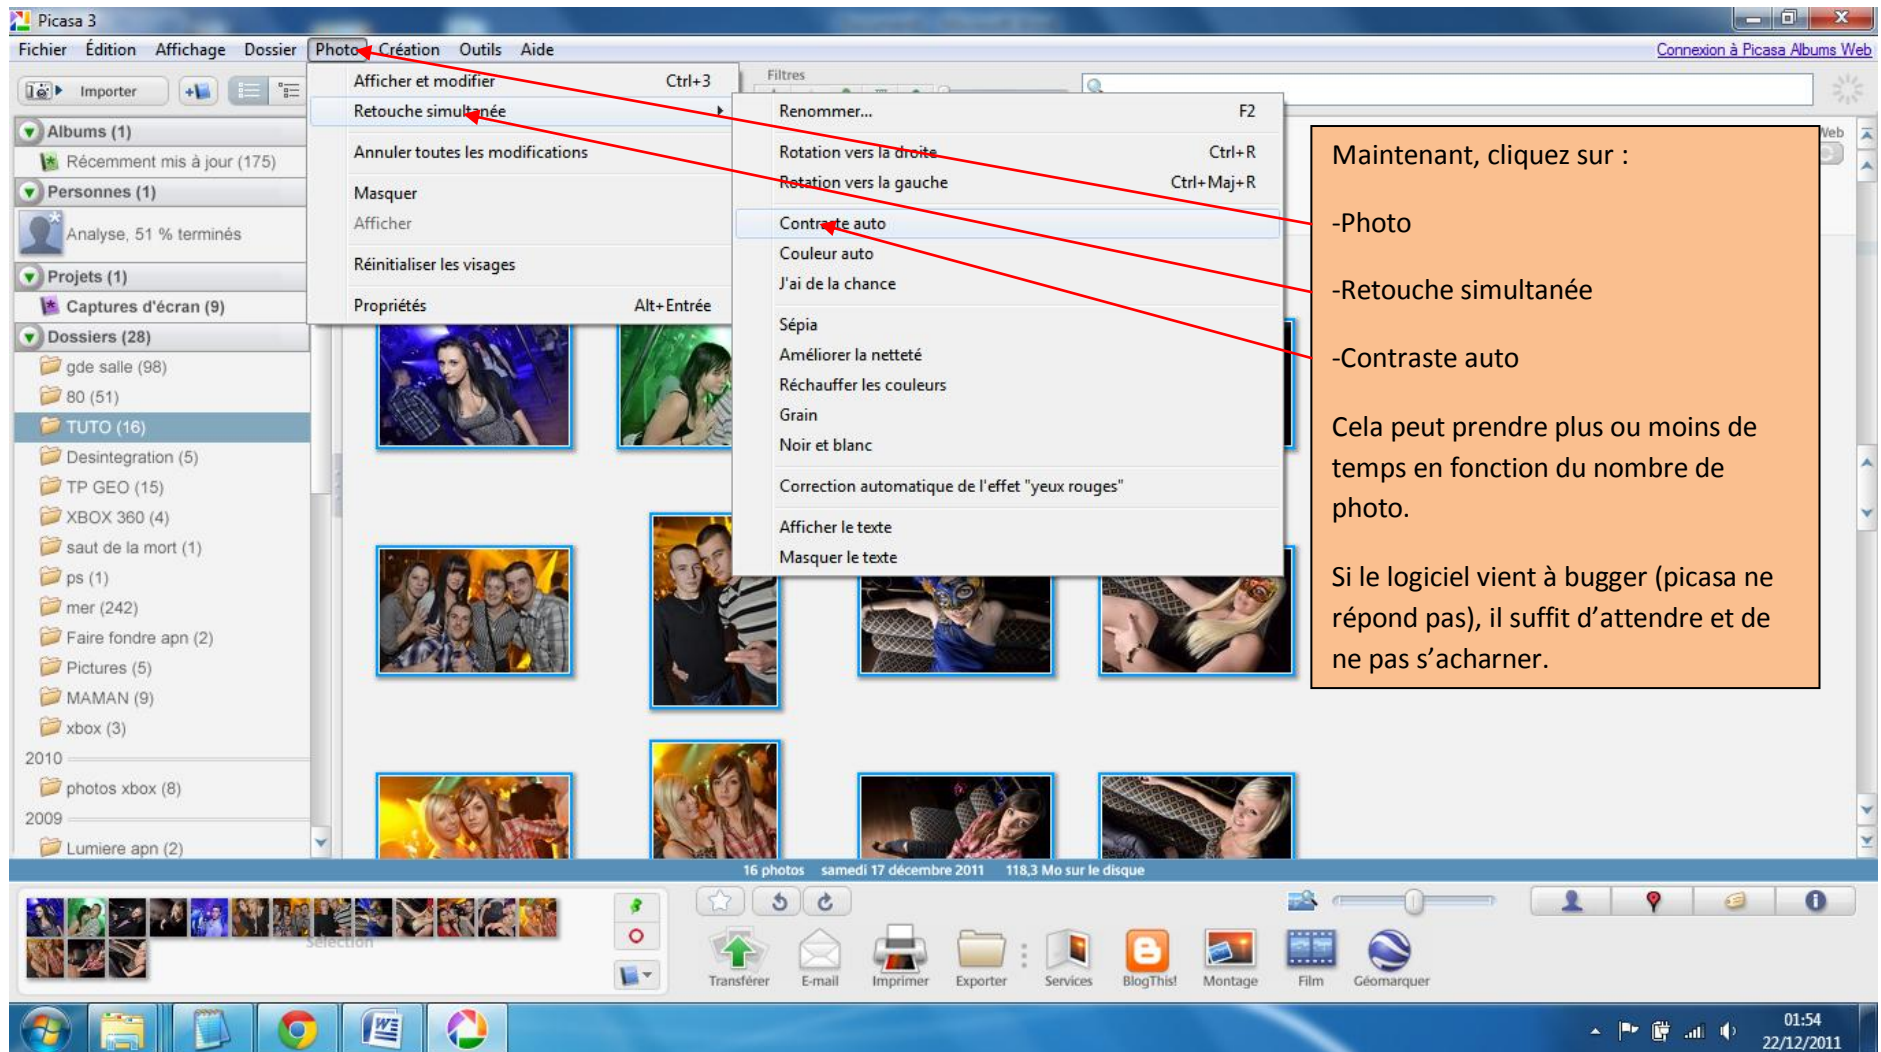 Picasa 3
Fichier Édition Affichage Dossier Photo Création Outils Aide
Connexion à Picasa Albums Web
Importer
Filtres
Afficher et modifier Ctrl+3
Retouche simultanée
Annuler toutes les modifications
Masquer
Afficher
Réinitialiser les visages
Propriétés Alt+Entrée
Renommer... F2
Rotation vers la droite Ctrl+R
Rotation vers la gauche Ctrl+Maj+R
Contraste auto
Couleur auto
J'ai de la chance
Sépia
Améliorer la netteté
Réchauffer les couleurs
Grain
Noir et blanc
Correction automatique de l'effet "yeux rouges"
Afficher le texte
Masquer le texte
Web
Maintenant, cliquez sur :
-Photo
-Retouche simultanée
-Contraste auto
Cela peut prendre plus ou moins de
temps en fonction du nombre de
photo.
Si le logiciel vient à bugger (picasa ne
répond pas), il suffit d’attendre et de
ne pas s’acharner.
Albums (1)
Récemment mis à jour (175)
Personnes (1)
Analyse, 51 % terminés
Projets (1)
Captures d'écran (9)
Dossiers (28)
gde salle (98)
80 (51)
TUTO (16)
Desintegration (5)
TP GEO (15)
XBOX 360 (4)
saut de la mort (1)
ps (1)
mer (242)
Faire fondre apn (2)
Pictures (5)
MAMAN (9)
xbox (3)
2010
photos xbox (8)
2009
Lumiere apn (2)
16 photos samedi 17 décembre 2011 118,3 Mo sur le disque
Sélection
Transférer E-mail Imprimer Exporter Services BlogThis! Montage Film Géomarquer
01:54
22/12/2011